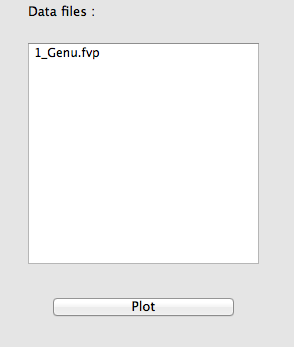 Data files :
1_Genu.fvp
Plot